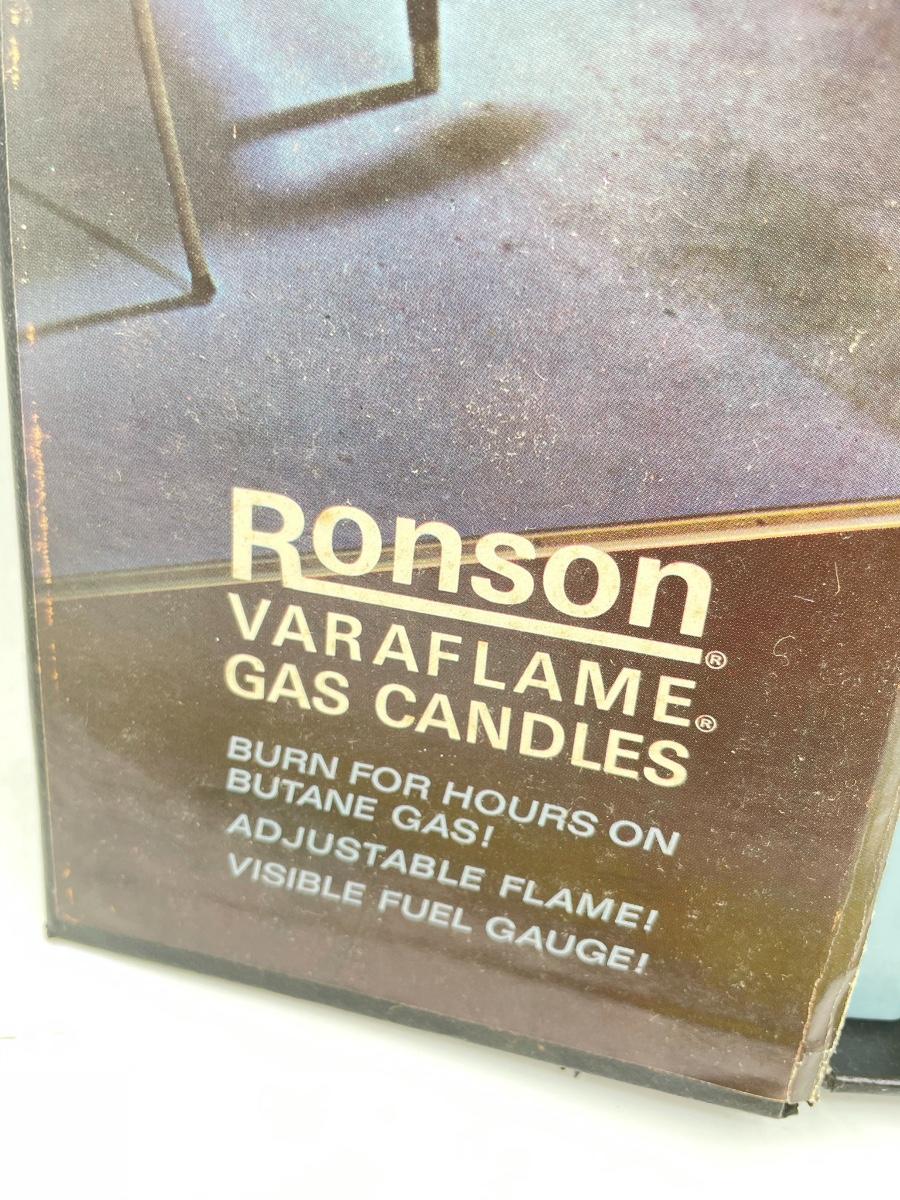 Ronson®
VARAFLAME®
GAS CANDLES
BURN FOR HOURS ON
BUTANE GAS!
ADJUSTABLE FLAME!
VISIBLE FUEL GAUGE!